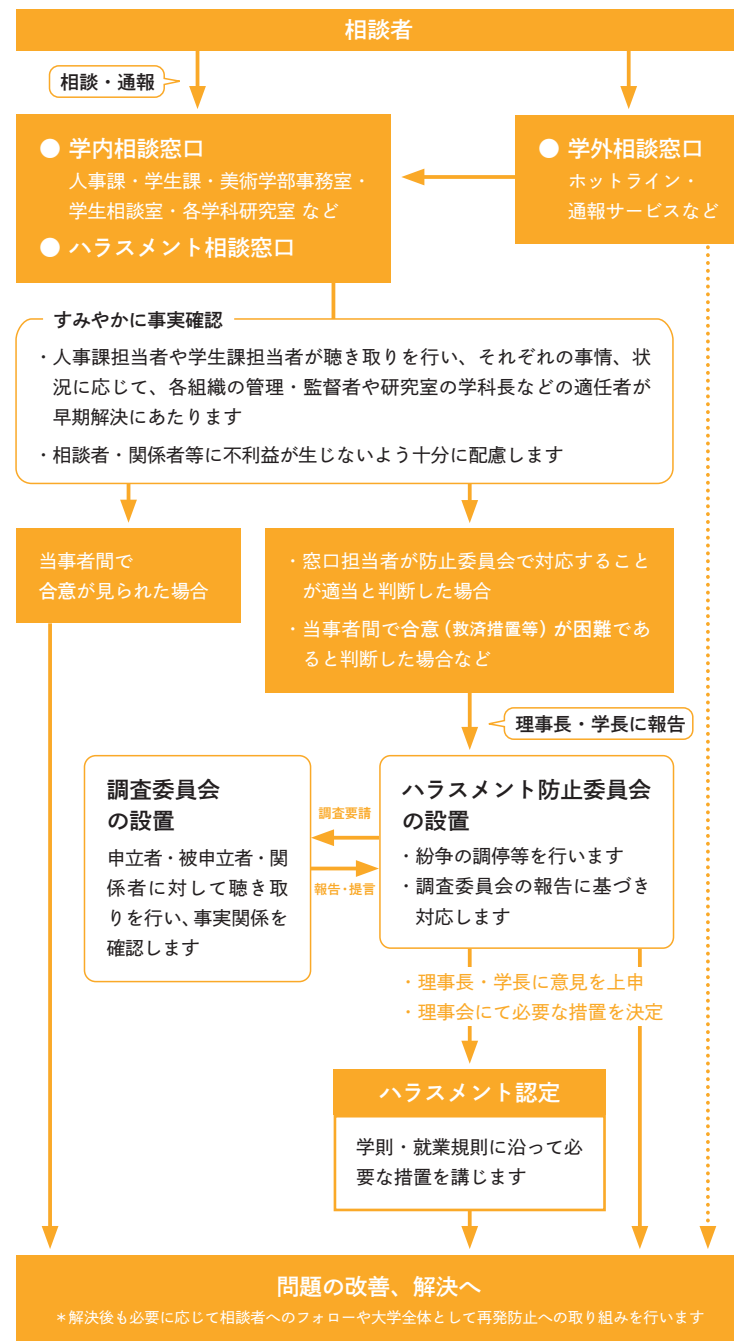 相談者
相談・通報
● 学内相談窓口
人事課・学生課・美術学部事務室・
学生相談室・各学科研究室 など
● ハラスメント相談窓口
● 学外相談窓口
ホットライン・
通報サービスなど
すみやかに事実確認
・人事課担当者や学生課担当者が聴き取りを行い、それぞれの事情、状
況に応じて、各組織の管理・監督者や研究室の学科長などの適任者が
早期解決にあたります
・相談者・関係者等に不利益が生じないよう十分に配慮します
当事者間で
合意が見られた場合
・窓口担当者が防止委員会で対応すること
が適当と判断した場合
・当事者間で合意（救済措置等）が困難であ
ると判断した場合など
理事長・学長に報告
調査委員会
の設置
申立者・被申立者・関
係者に対して聴き取
りを行い、事実関係を
確認します
調査要請
報告・提言
ハラスメント防止委員会
の設置
・紛争の調停等を行います
・調査委員会の報告に基づき
対応します
・理事長・学長に意見を上申
・理事会にて必要な措置を決定
ハラスメント認定
学則・就業規則に沿って必
要な措置を講じます
問題の改善、解決へ
＊解決後も必要に応じて相談者へのフォローや大学全体として再発防止への取り組みを行います